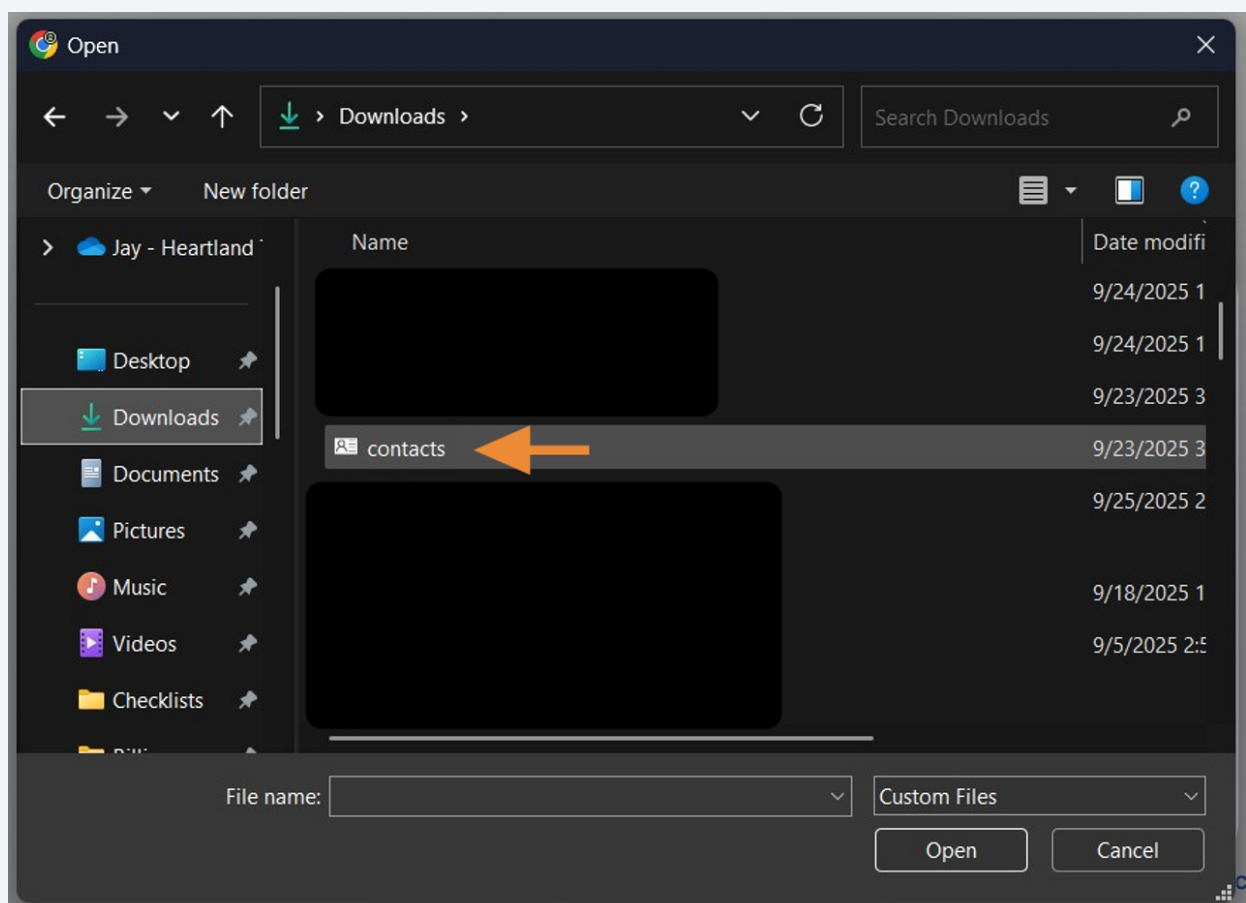 Open
Downloads
Search Downloads
Organize
New folder
Jay - Heartland
Name
Date modifi
9/24/2025 1
9/24/2025 1
Desktop
9/23/2025 3
Downloads
contacts
9/23/2025 3
Documents
9/25/2025 2
Pictures
Music
9/18/2025 1
Videos
9/5/2025 2:5
Checklists
File name:
Custom Files
Open
Cancel